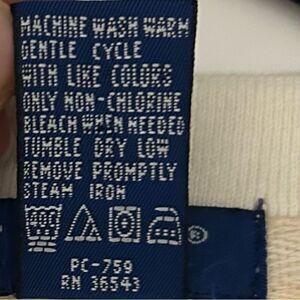 MACHINE WASH WARM
GENTLE CYCLE
WITH LIKE COLORS
ONLY NON-CHLORINE
BLEACH WHEN NEEDED
TUMBLE DRY LOW
REMOVE PROMPTLY
STEAM IRON
®
PC-759
RN 36543